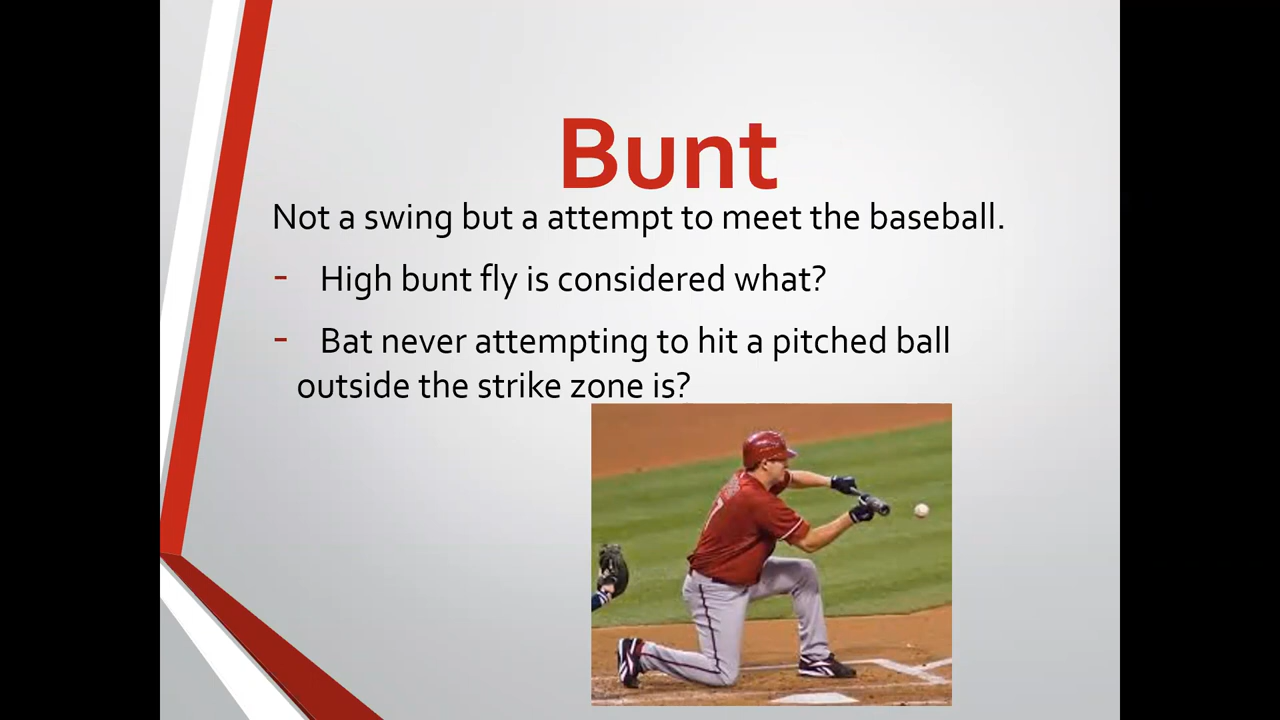 Bunt
Not a swing but a attempt to meet the baseball.
- High bunt fly is considered what?
- Bat never attempting to hit a pitched ball
outside the strike zone is?
7